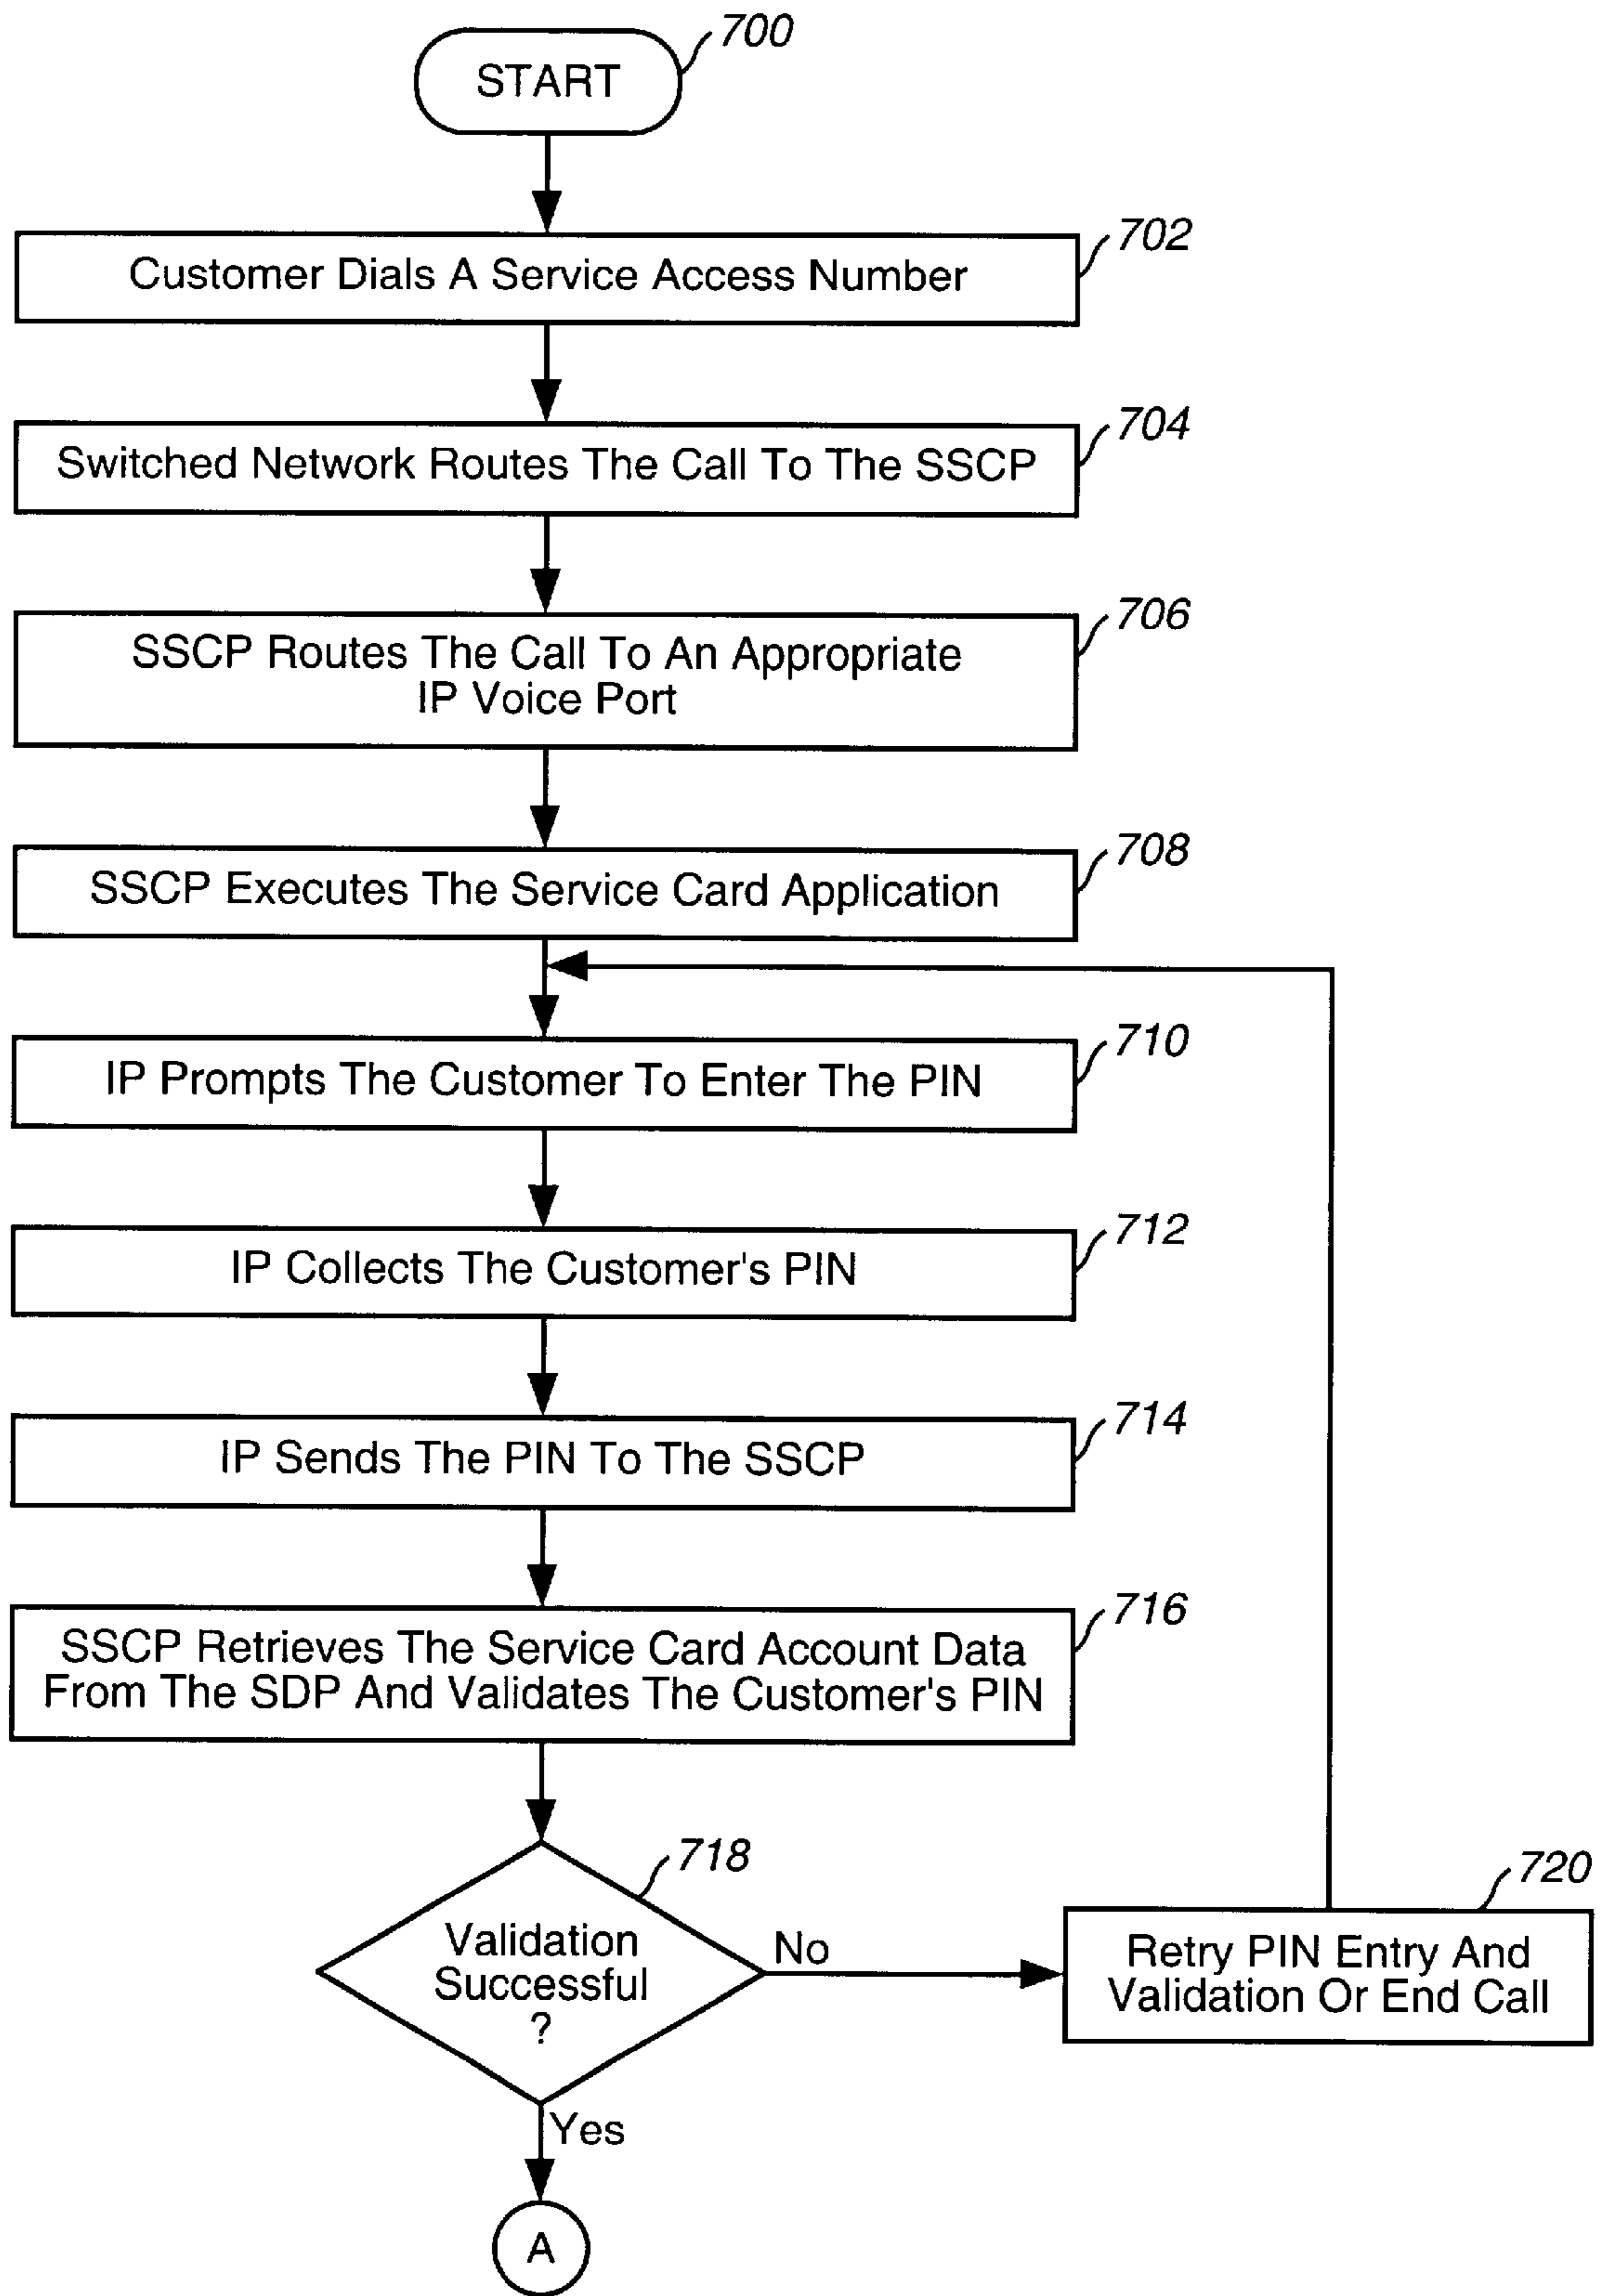 700
START
702
Customer Dials A Service Access Number
704
Switched Network Routes The Call To The SSCP
706
SSCP Routes The Call To An Appropriate
IP Voice Port
708
SSCP Executes The Service Card Application
710
IP Prompts The Customer To Enter The PIN
712
IP Collects The Customer's PIN
714
IP Sends The PIN To The SSCP
716
SSCP Retrieves The Service Card Account Data
From The SDP And Validates The Customer's PIN
718
Validation
Successful
?
No
720
Retry PIN Entry And
Validation Or End Call
Yes
A